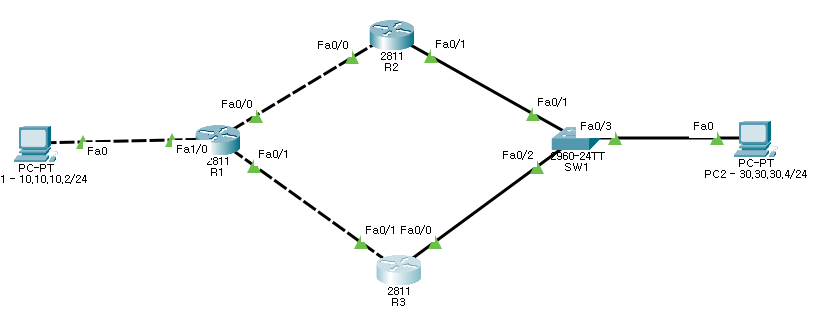 Fa0/0
Fa0/1
2811
R2
Fa0/0
Fa0/1
Fa0/3
Fa0
Fa0
Fa1/0
2811
R1
Fa0/1
Fa0/2
2960-24TT
SW1
PC-PT
1 - 10,10,10,2/24
PC-PT
PC2 - 30,30,30,4/24
Fa0/1
Fa0/0
2811
R3